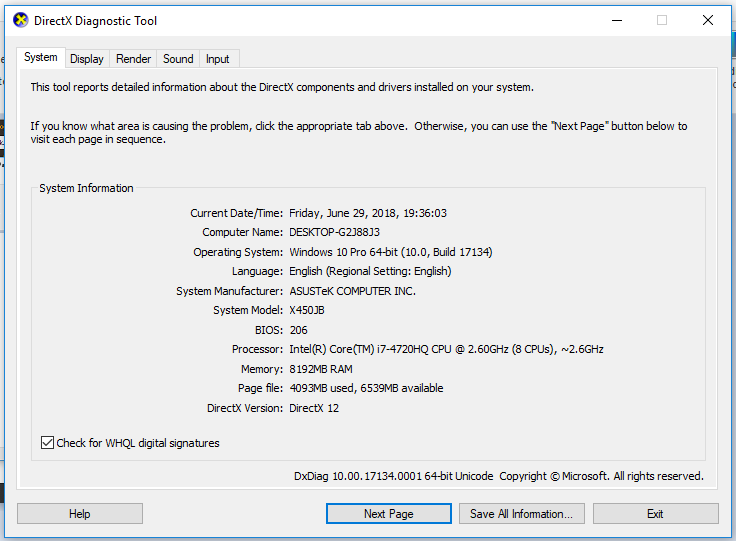 DirectX Diagnostic Tool
System Display Render Sound Input
This tool reports detailed information about the DirectX components and drivers installed on your system.
If you know what area is causing the problem, click the appropriate tab above.  Otherwise, you can use the "Next Page" button below to
visit each page in sequence.
System Information
Current Date/Time: Friday, June 29, 2018, 19:36:03
Computer Name: DESKTOP-G2J88J3
Operating System: Windows 10 Pro 64-bit (10.0, Build 17134)
Language: English (Regional Setting: English)
System Manufacturer: ASUSTeK COMPUTER INC.
System Model: X450JB
BIOS: 206
Processor: Intel(R) Core(TM) i7-4720HQ CPU @ 2.60GHz (8 CPUs), ~2.6GHz
Memory: 8192MB RAM
Page file: 4093MB used, 6539MB available
DirectX Version: DirectX 12
Check for WHQL digital signatures
DxDiag 10.00.17134.0001 64-bit Unicode  Copyright © Microsoft. All rights reserved.
Help Next Page Save All Information... Exit